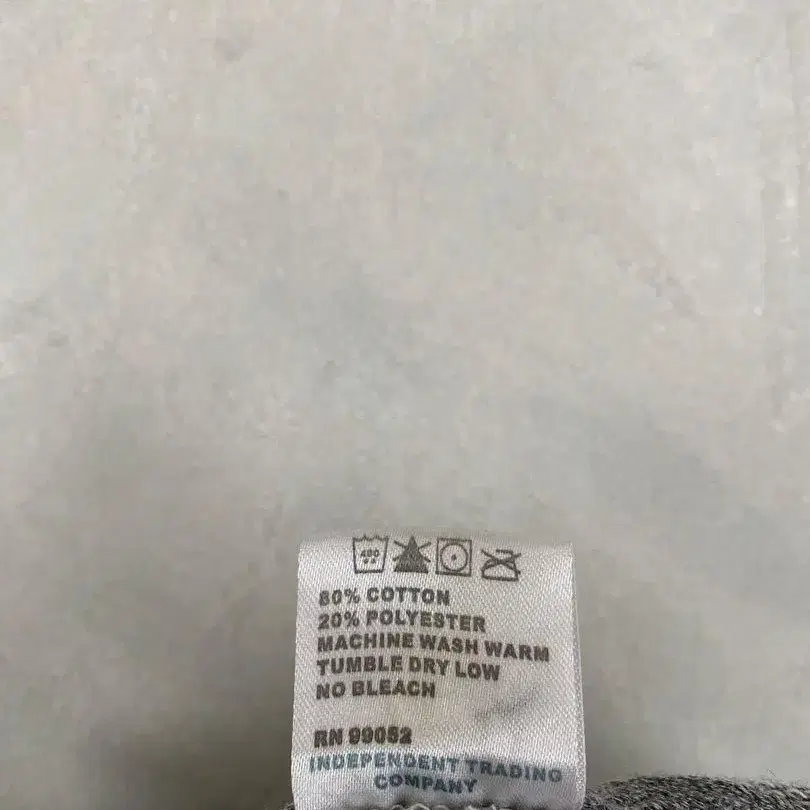 80% COTTON
20% POLYESTER
MACHINE WASH WARM
TUMBLE DRY LOW
NO BLEACH
RN 99052
INDEPENDENT TRADING
COMPANY